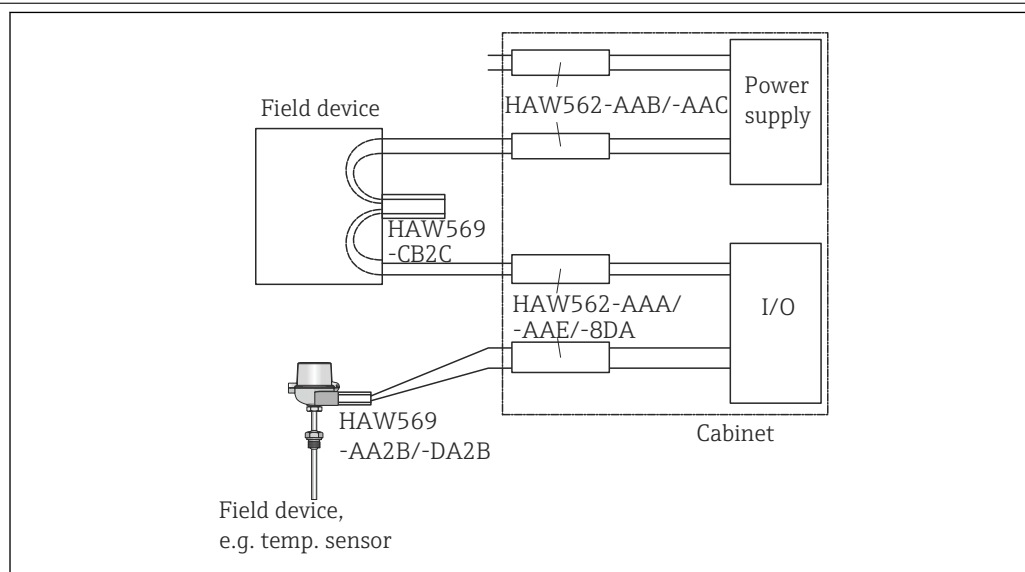 Power
supply
HAW562-AAB/-AAC
Field device
HAW569
-CB2C
HAW562-AAA/
-AAE/-8DA
I/O
HAW569
-AA2B/-DA2B
Cabinet
Field device,
e.g. temp. sensor